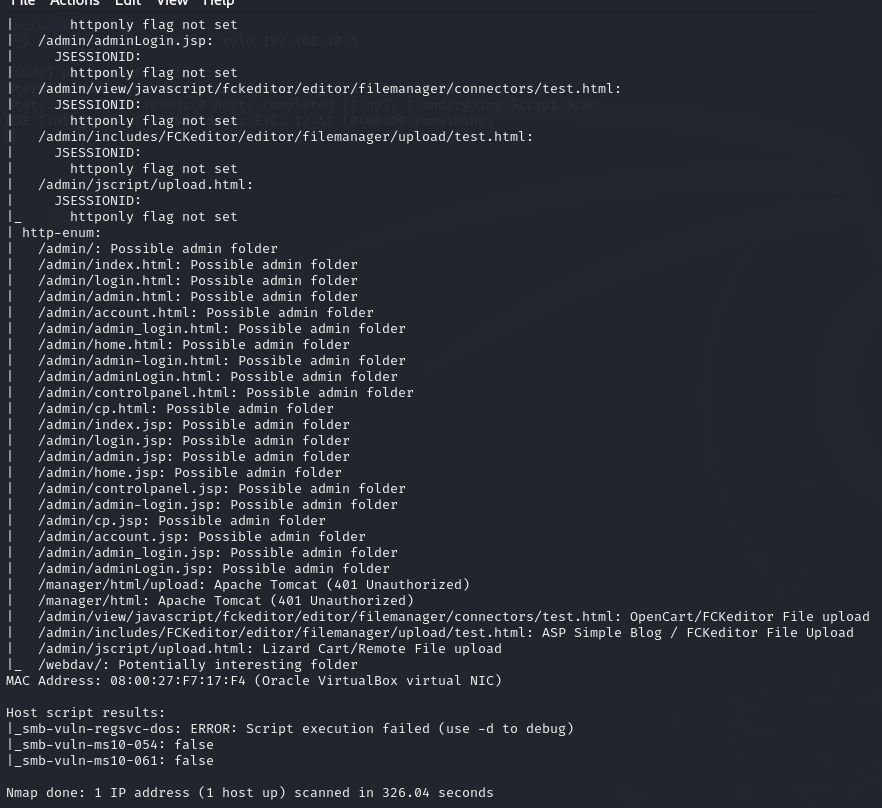 File Actions Edit View Help
|       httponly flag not set
|   /admin/adminLogin.jsp:
|     JSESSIONID:
|       httponly flag not set
|   /admin/view/javascript/fckeditor/editor/filemanager/connectors/test.html:
|     JSESSIONID:
|       httponly flag not set
|   /admin/includes/FCKeditor/editor/filemanager/upload/test.html:
|     JSESSIONID:
|       httponly flag not set
|   /admin/jscript/upload.html:
|     JSESSIONID:
|_      httponly flag not set
| http-enum:
|   /admin/: Possible admin folder
|   /admin/index.html: Possible admin folder
|   /admin/login.html: Possible admin folder
|   /admin/admin.html: Possible admin folder
|   /admin/account.html: Possible admin folder
|   /admin/admin_login.html: Possible admin folder
|   /admin/home.html: Possible admin folder
|   /admin/admin-login.html: Possible admin folder
|   /admin/adminLogin.html: Possible admin folder
|   /admin/controlpanel.html: Possible admin folder
|   /admin/cp.html: Possible admin folder
|   /admin/index.jsp: Possible admin folder
|   /admin/login.jsp: Possible admin folder
|   /admin/admin.jsp: Possible admin folder
|   /admin/home.jsp: Possible admin folder
|   /admin/controlpanel.jsp: Possible admin folder
|   /admin/admin-login.jsp: Possible admin folder
|   /admin/cp.jsp: Possible admin folder
|   /admin/account.jsp: Possible admin folder
|   /admin/admin_login.jsp: Possible admin folder
|   /admin/adminLogin.jsp: Possible admin folder
|   /manager/html/upload: Apache Tomcat (401 Unauthorized)
|   /manager/html: Apache Tomcat (401 Unauthorized)
|   /admin/view/javascript/fckeditor/editor/filemanager/connectors/test.html: OpenCart/FCKeditor File upload
|   /admin/includes/FCKeditor/editor/filemanager/upload/test.html: ASP Simple Blog / FCKeditor File Upload
|   /admin/jscript/upload.html: Lizard Cart/Remote File upload
|_  /webdav/: Potentially interesting folder
MAC Address: 08:00:27:F7:17:F4 (Oracle VirtualBox virtual NIC)
Host script results:
|_smb-vuln-regsvc-dos: ERROR: Script execution failed (use -d to debug)
|_smb-vuln-ms10-054: false
|_smb-vuln-ms10-061: false
Nmap done: 1 IP address (1 host up) scanned in 326.04 seconds